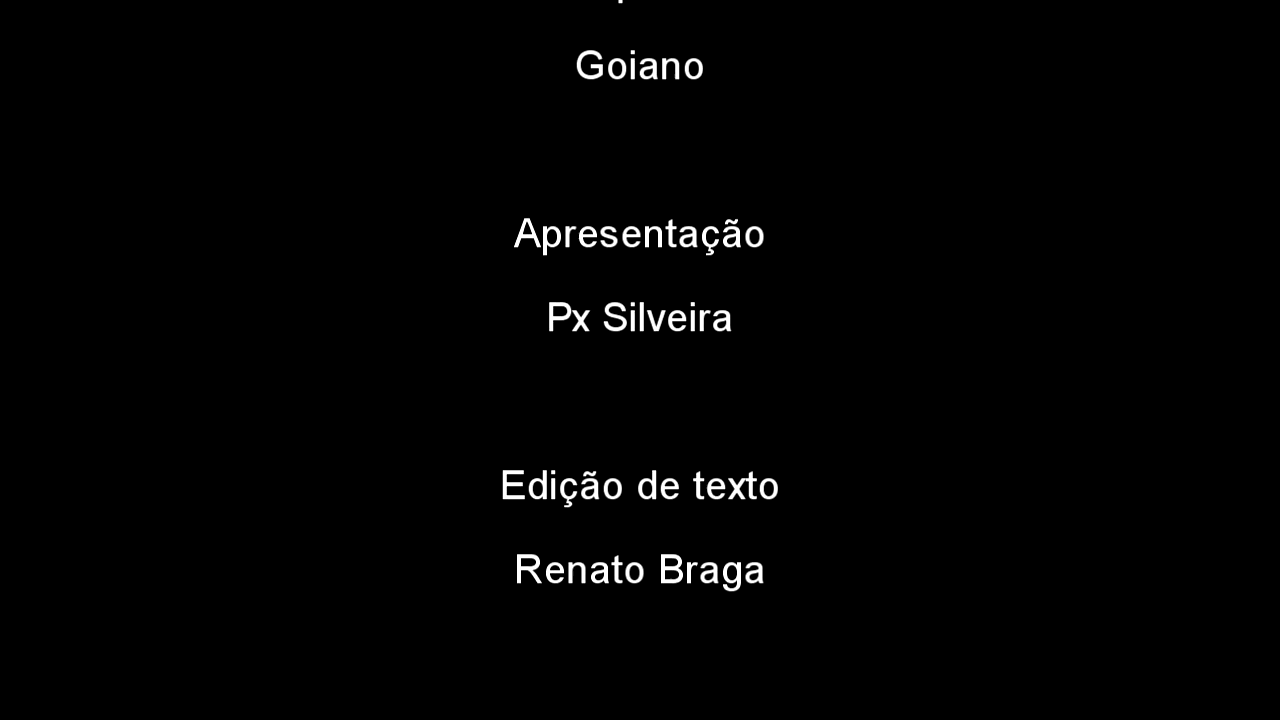 Goiano
Apresentação
Px Silveira
Edição de texto
Renato Braga